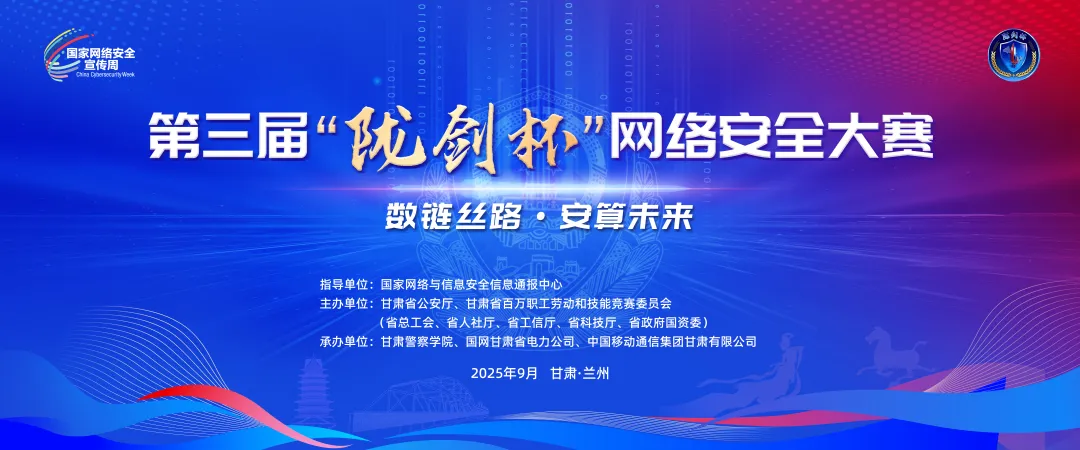 国家网络安全
宣传周
China Cybersecurity Week
陇剑杯
第三届“陇剑杯”网络安全大赛
数链丝路·安算未来
指导单位：国家网络与信息安全信息通报中心
主办单位：甘肃省公安厅、甘肃省百万职工劳动和技能竞赛委员会
（省总工会、省人社厅、省工信厅、省科技厅、省政府国资委）
承办单位：甘肃警察学院、国网甘肃省电力公司、中国移动通信集团甘肃有限公司
2025年9月 甘肃·兰州